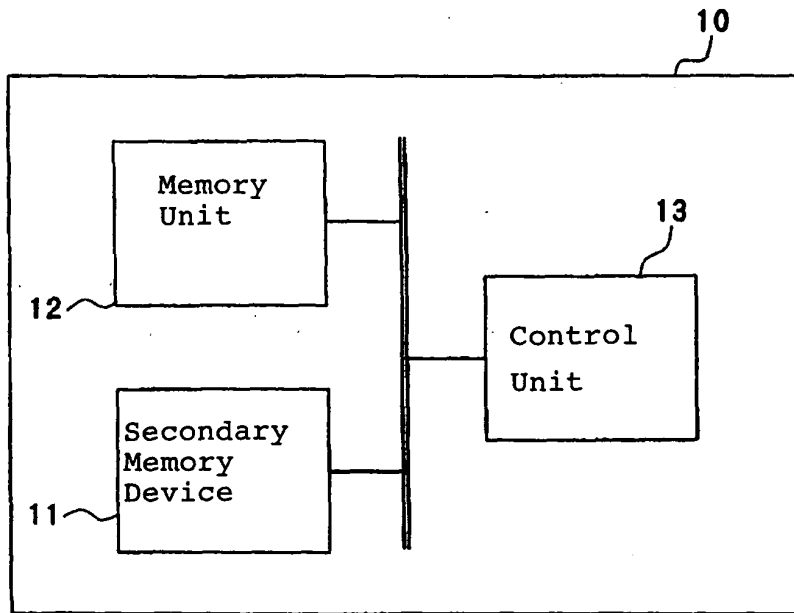 10
Memory
Unit
13
12
Control
Unit
Secondary
Memory
Device
11